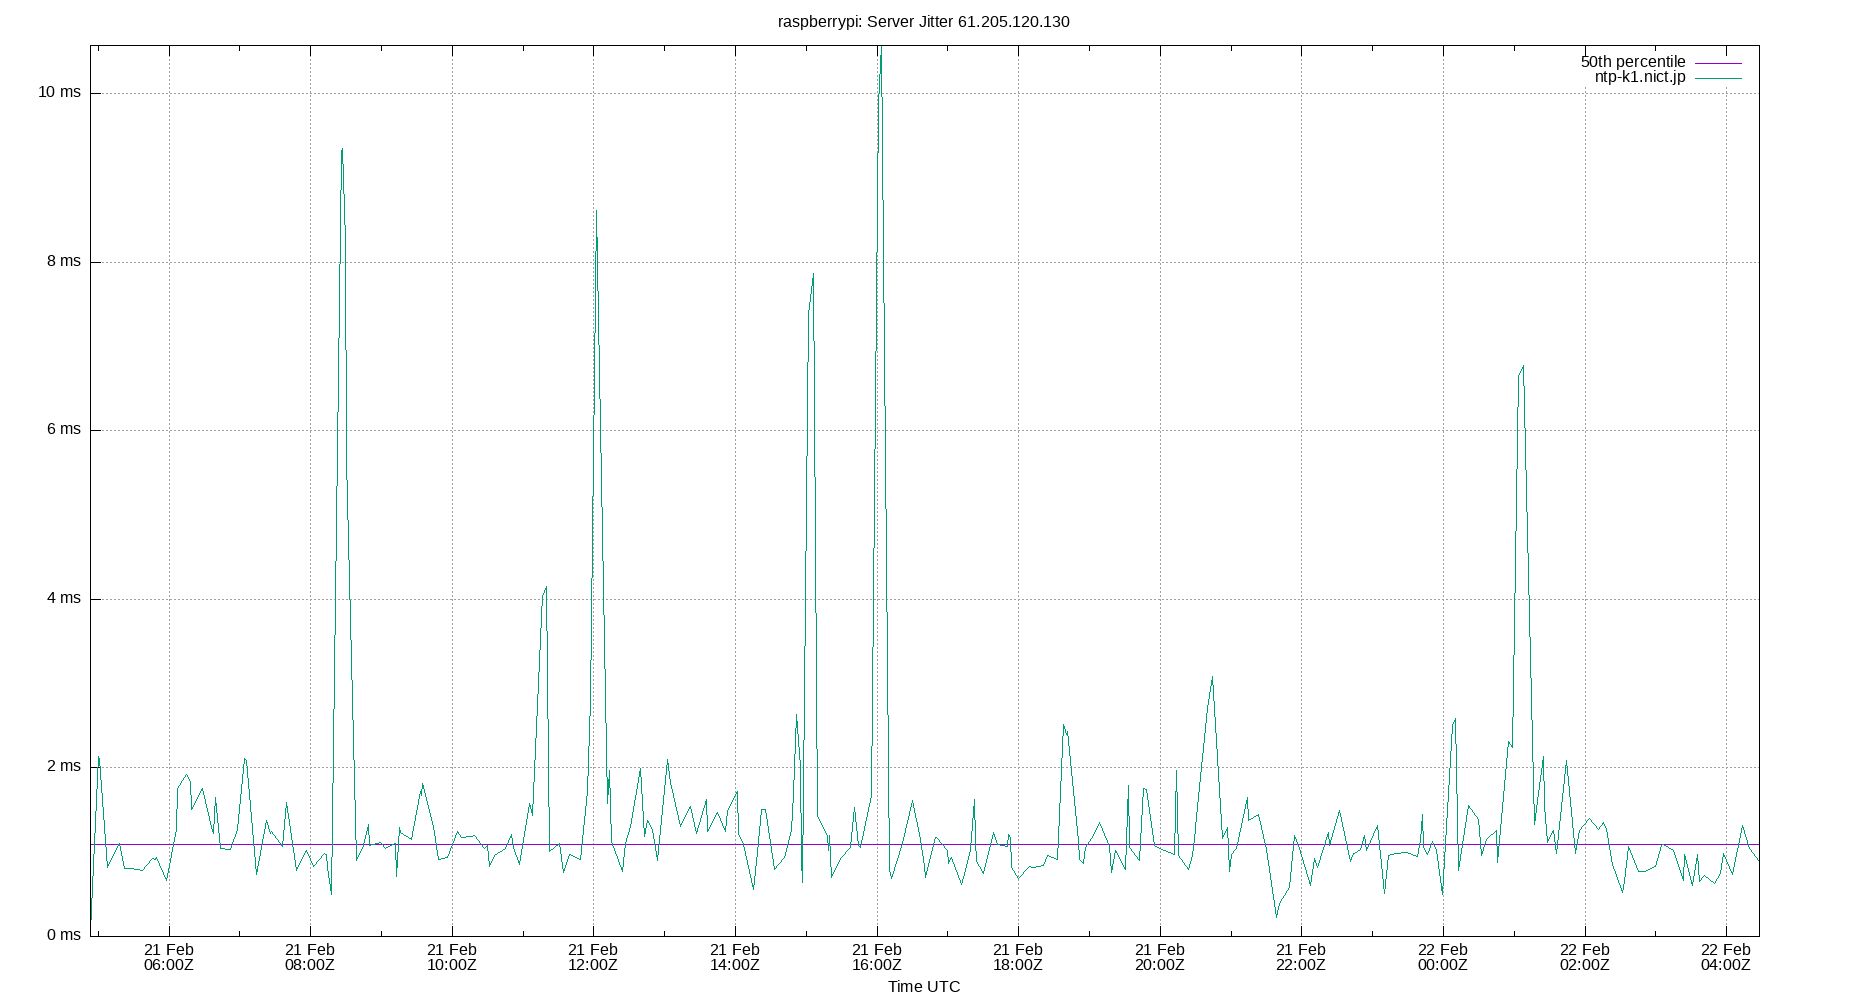 raspberrypi: Server Jitter 61.205.120.130
50th percentile
ntp-k1.nict.jp
10 ms
8 ms
6 ms
4 ms
2 ms
0 ms
21 Feb 06:00Z
21 Feb 08:00Z
21 Feb 10:00Z
21 Feb 12:00Z
21 Feb 14:00Z
21 Feb 16:00Z
21 Feb 18:00Z
21 Feb 20:00Z
21 Feb 22:00Z
22 Feb 00:00Z
22 Feb 02:00Z
22 Feb 04:00Z
Time UTC